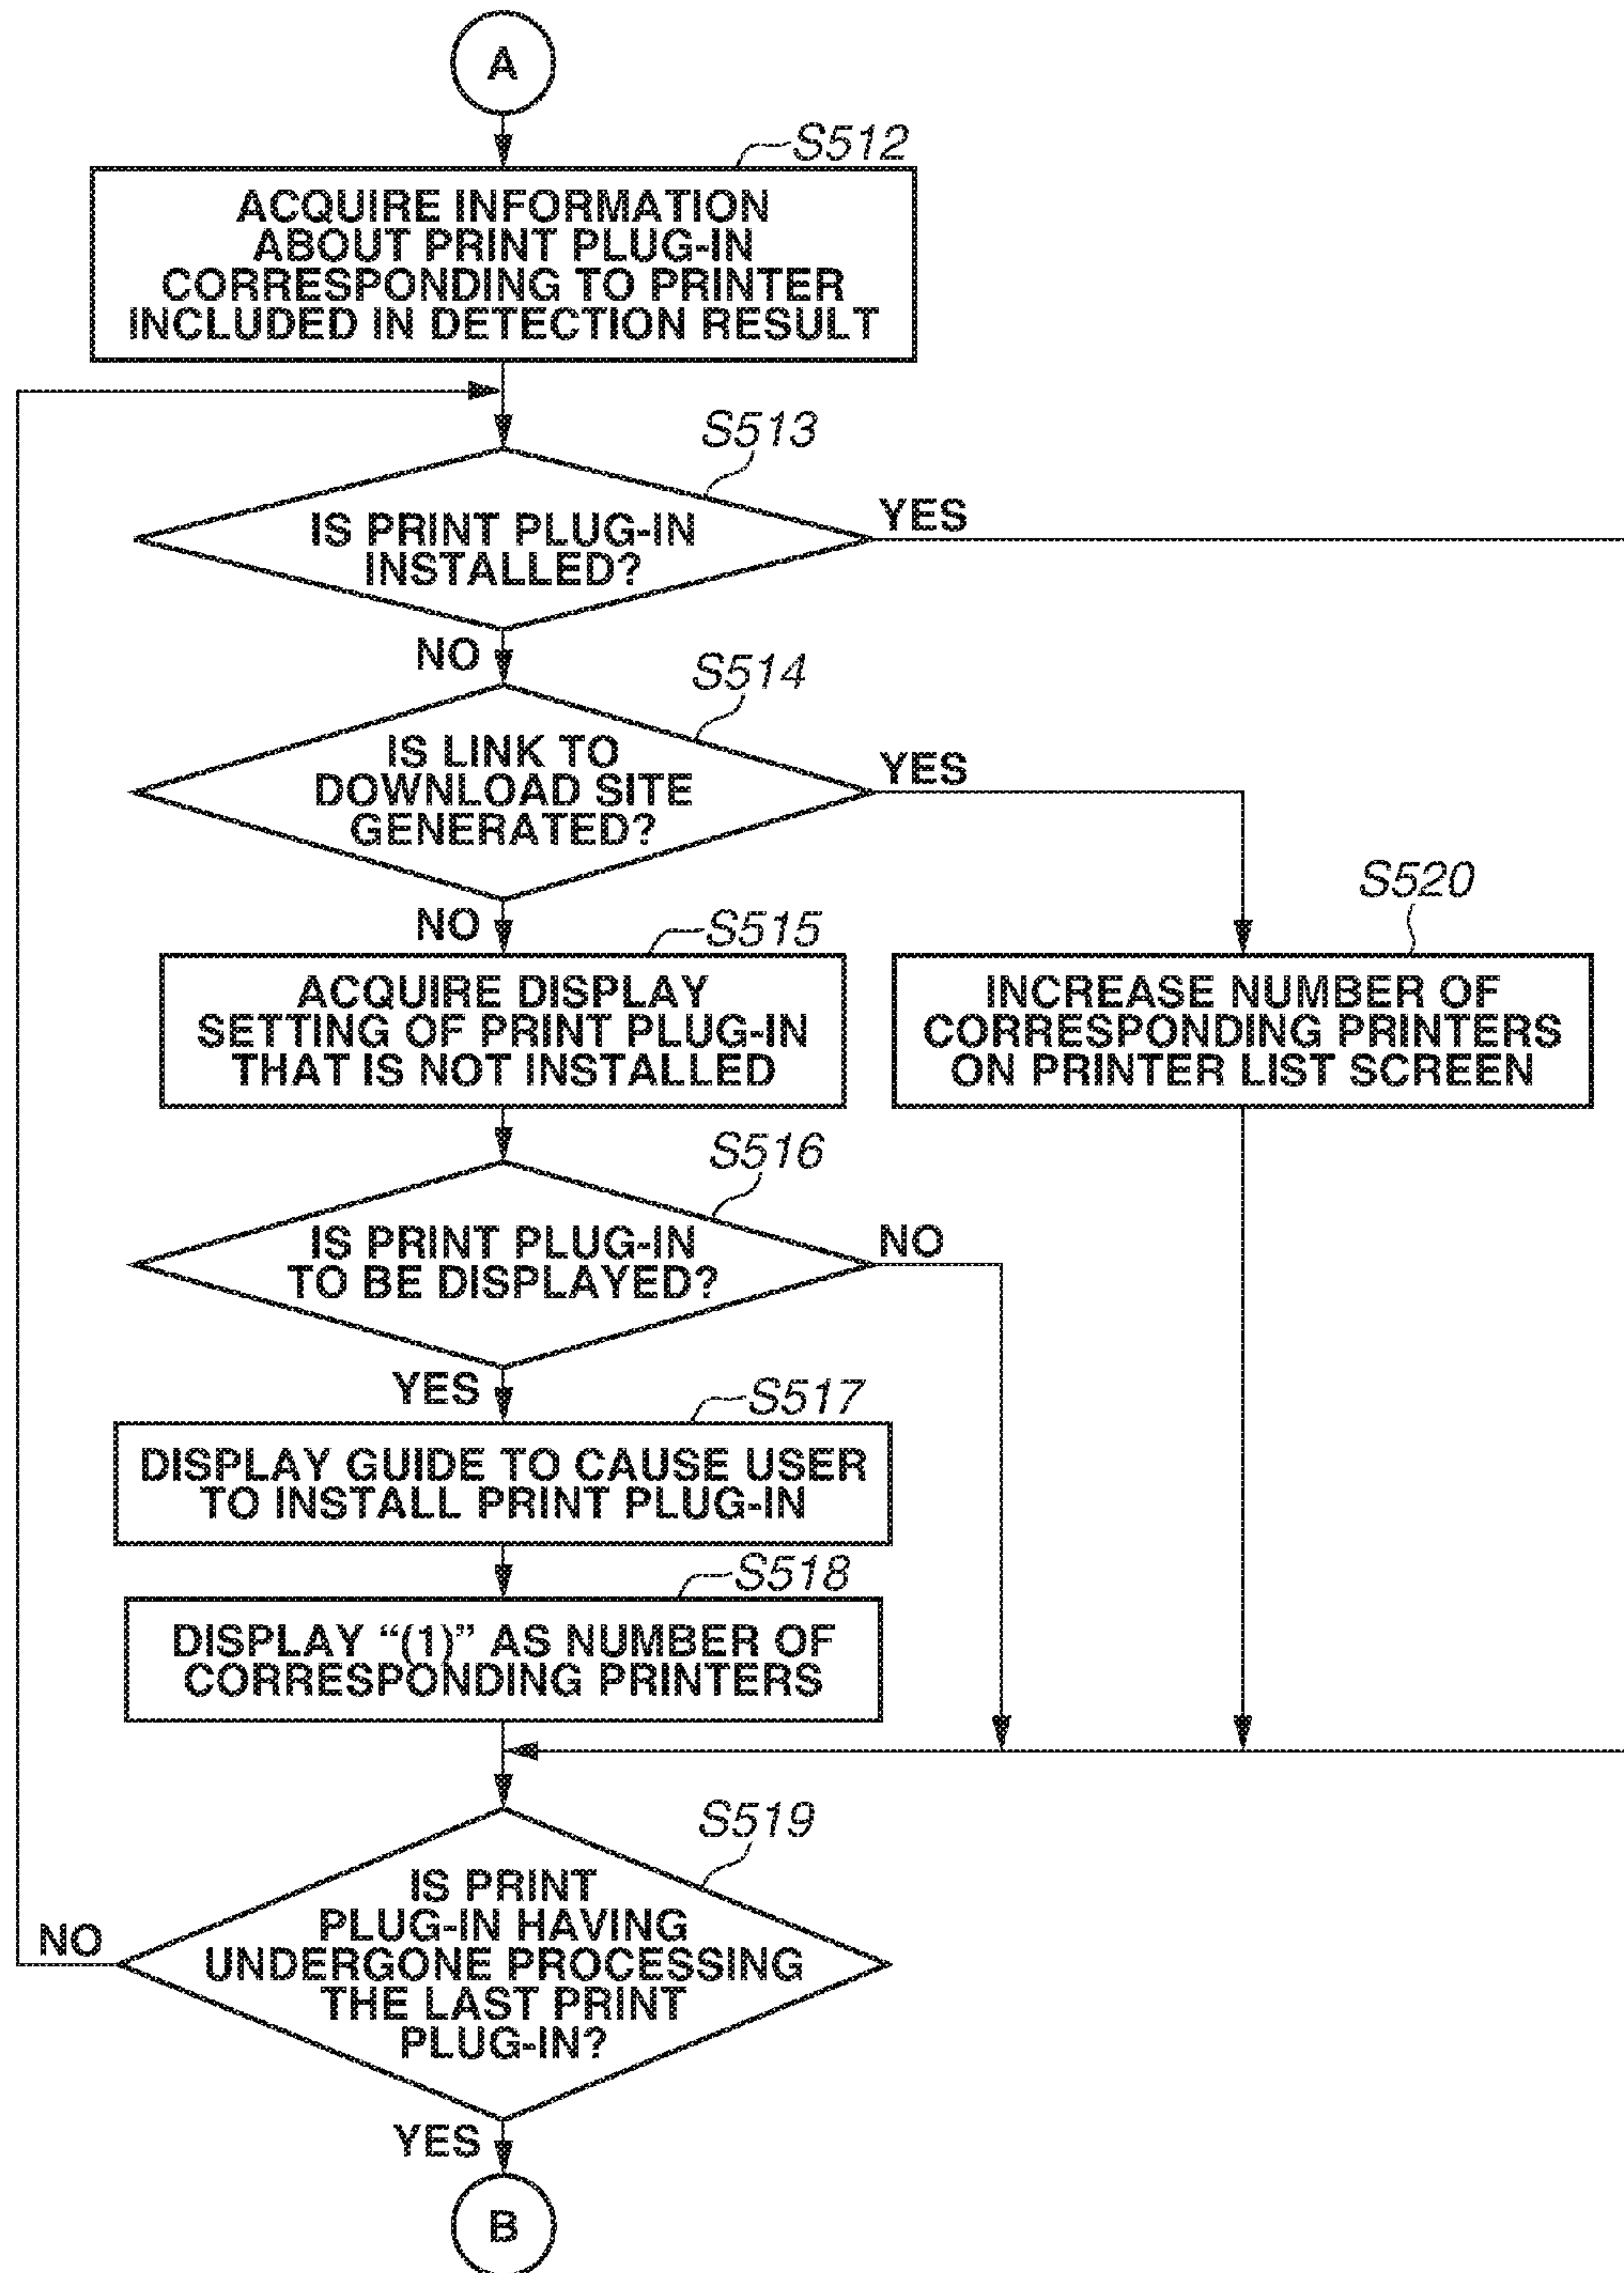 A
S512
ACQUIRE INFORMATION
ABOUT PRINT PLUG-IN
CORRESPONDING TO PRINTER
INCLUDED IN DETECTION RESULT
S513
IS PRINT PLUG-IN
INSTALLED?
YES
NO
S514
IS LINK TO
DOWNLOAD SITE
GENERATED?
YES
NO
S515
ACQUIRE DISPLAY
SETTING OF PRINT PLUG-IN
THAT IS NOT INSTALLED
S520
INCREASE NUMBER OF
CORRESPONDING PRINTERS
ON PRINTER LIST SCREEN
S516
IS PRINT PLUG-IN
TO BE DISPLAYED?
NO
YES
S517
DISPLAY GUIDE TO CAUSE USER
TO INSTALL PRINT PLUG-IN
S518
DISPLAY “(1)” AS NUMBER OF
CORRESPONDING PRINTERS
S519
IS PRINT
PLUG-IN HAVING
UNDERGONE PROCESSING
THE LAST PRINT
PLUG-IN?
NO
YES
B